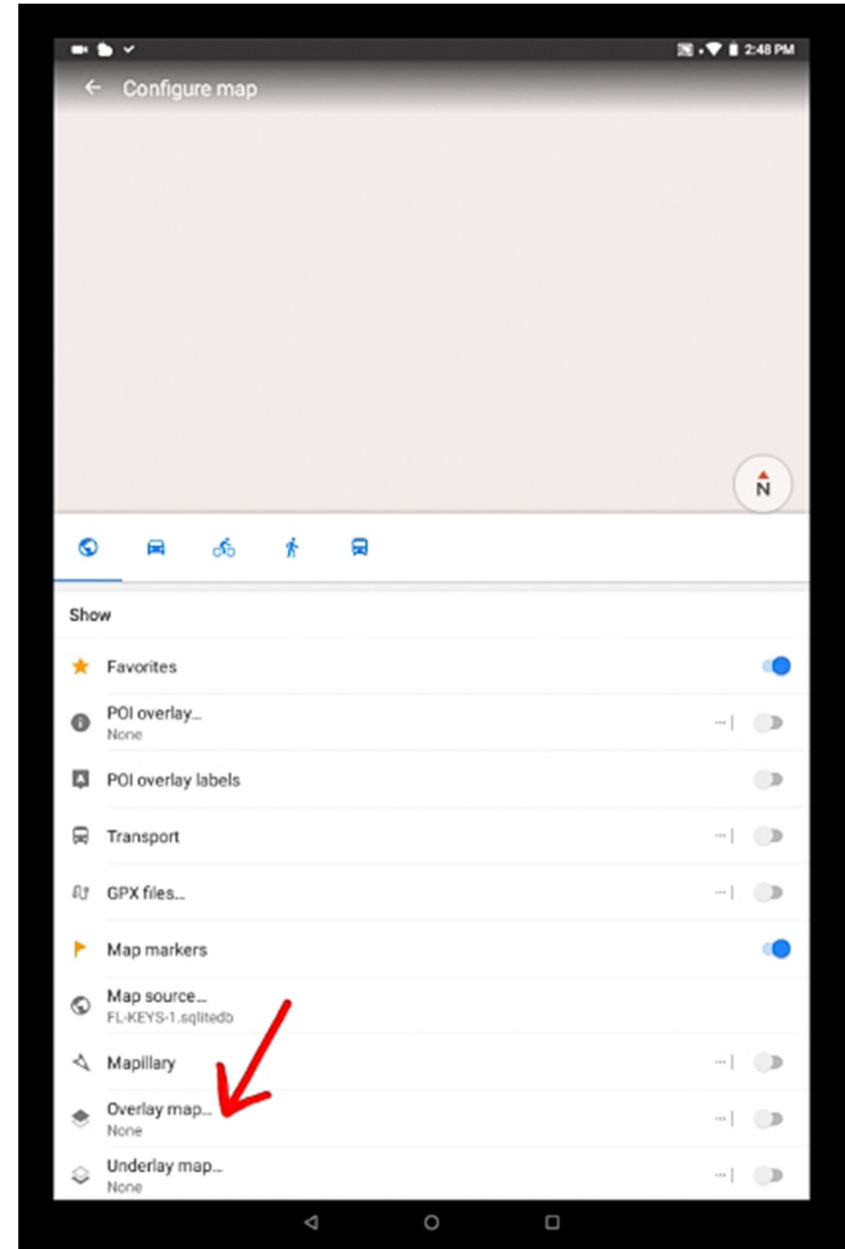 2:48 PM
Configure map
N
Show
Favorites
POI overlay...
None
POI overlay labels
Transport
GPX files...
Map markers
Map source...
FL-KEYS-1.sqlitedb
Mapillary
Overlay map...
None
Underlay map...
None